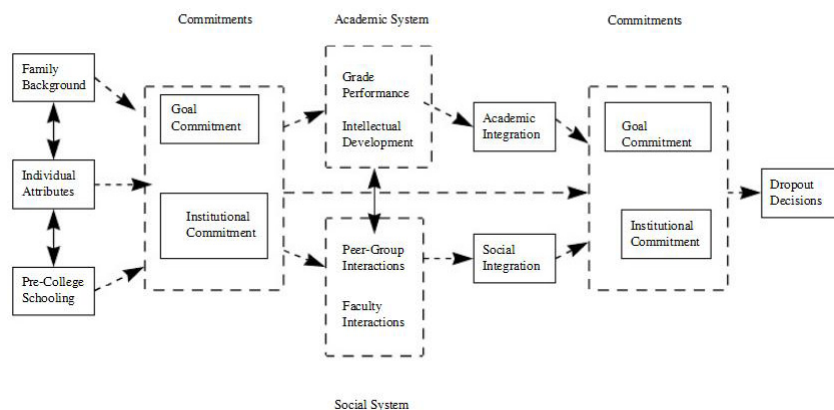 Commitments
Academic System
Commitments
Family
Background
Individual
Attributes
Pre-College
Schooling
Goal
Commitment
Institutional
Commitment
Grade
Performance
Intellectual
Development
Peer-Group
Interactions
Faculty
Interactions
Academic
Integration
Social
Integration
Goal
Commitment
Institutional
Commitment
Dropout
Decisions
Social System